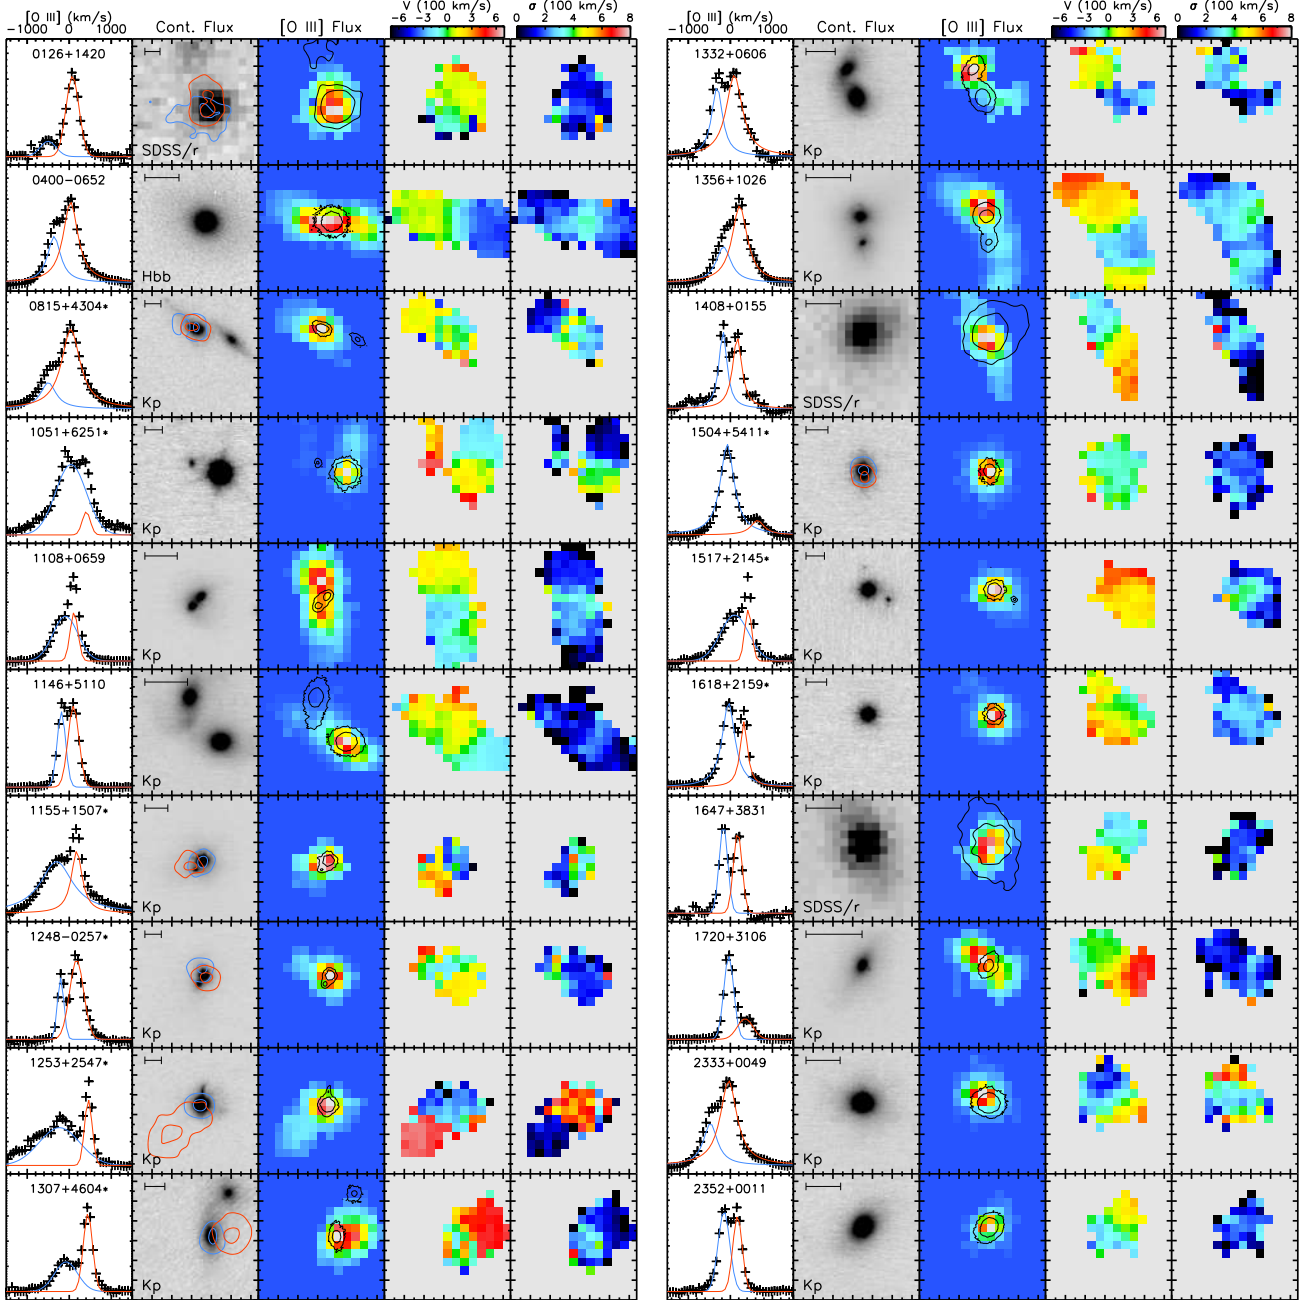 [O III] (km/s)
−1000 0 1000
Cont. Flux
[O III] Flux
V (100 km/s)
−6 −3 0 3 6
σ (100 km/s)
0 2 4 6 8
0126+1420
SDSS/r
0400−0652
Hbb
0815+4304*
Kp
1051+6251*
Kp
1108+0659
Kp
1146+5110
Kp
1155+1507*
Kp
1248−0257*
Kp
1253+2547*
Kp
1307+4604*
Kp
[O III] (km/s)
−1000 0 1000
Cont. Flux
[O III] Flux
V (100 km/s)
−6 −3 0 3 6
σ (100 km/s)
0 2 4 6 8
1332+0606
Kp
1356+1026
Kp
1408+0155
SDSS/r
1504+5411*
Kp
1517+2145*
Kp
1618+2159*
Kp
1647+3831
SDSS/r
1720+3106
Kp
2333+0049
Kp
2352+0011
Kp